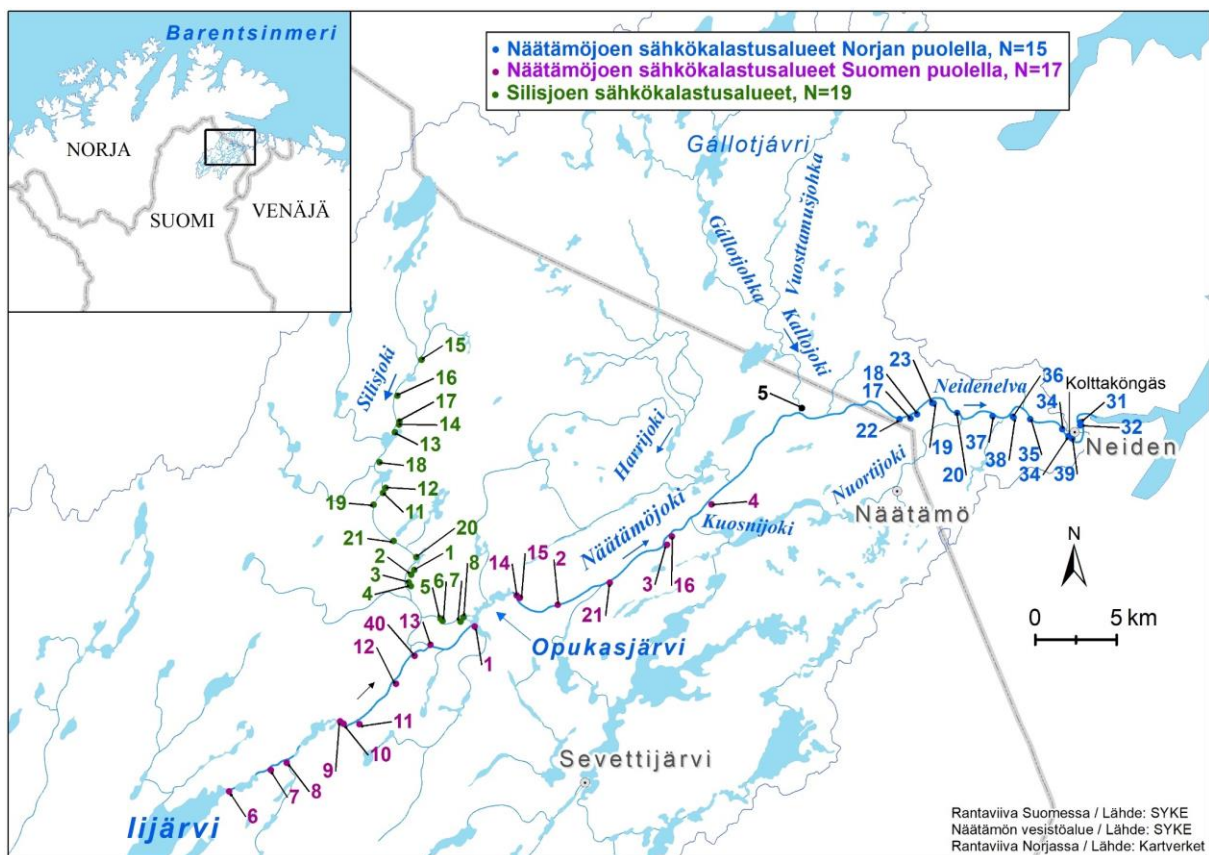 Barentsinmeri
NORJA
SUOMI
VENÄJÄ
• Näätämöjoen sähkökalastusalueet Norjan puolella, N=15
• Näätämöjoen sähkökalastusalueet Suomen puolella, N=17
• Silisjoen sähkökalastusalueet, N=19
Gállotjávri
Gállotjohka
Vuosttamušjohka
Kallojoki
15
Silisjoki
16
17
14
13
18
12
11
19
21
20
2
1
3
4
5
6
7
8
Harrijoki
5
23
18
17
22
Neidenelva
19
20
37
38
36
35
34
Kolttaköngäs
31
32
Neiden
34
39
Nuortijoki
Näätämö
4
Kuosnijoki
Näätämöjoki
3
16
14
15
2
21
N
0
5 km
Opukasjärvi
1
13
40
12
11
10
9
8
7
6
Iijärvi
Sevettijärvi
Rantaviiva Suomessa / Lähde: SYKE
Näätämön vesistöalue / Lähde: SYKE
Rantaviiva Norjassa / Lähde: Kartverket